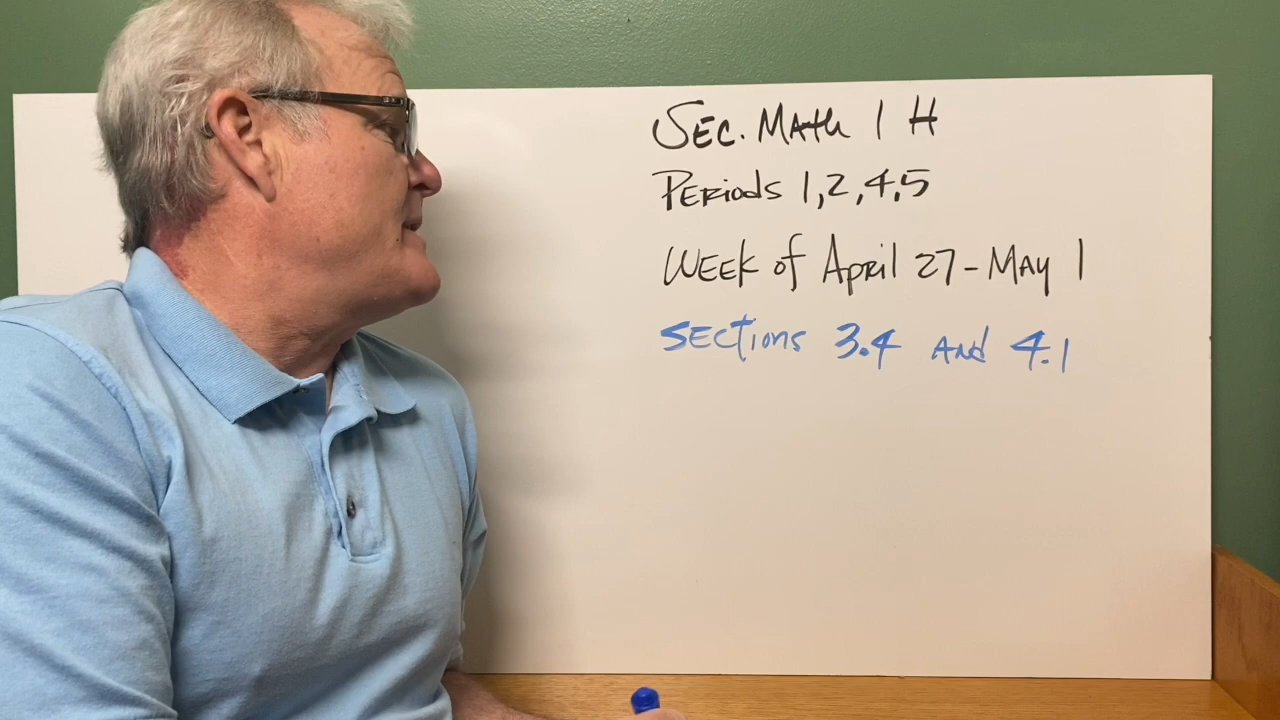 Sec. Math 1 H
Periods 1,2,4,5
Week of April 27-May 1
Sections 3.4 and 4.1